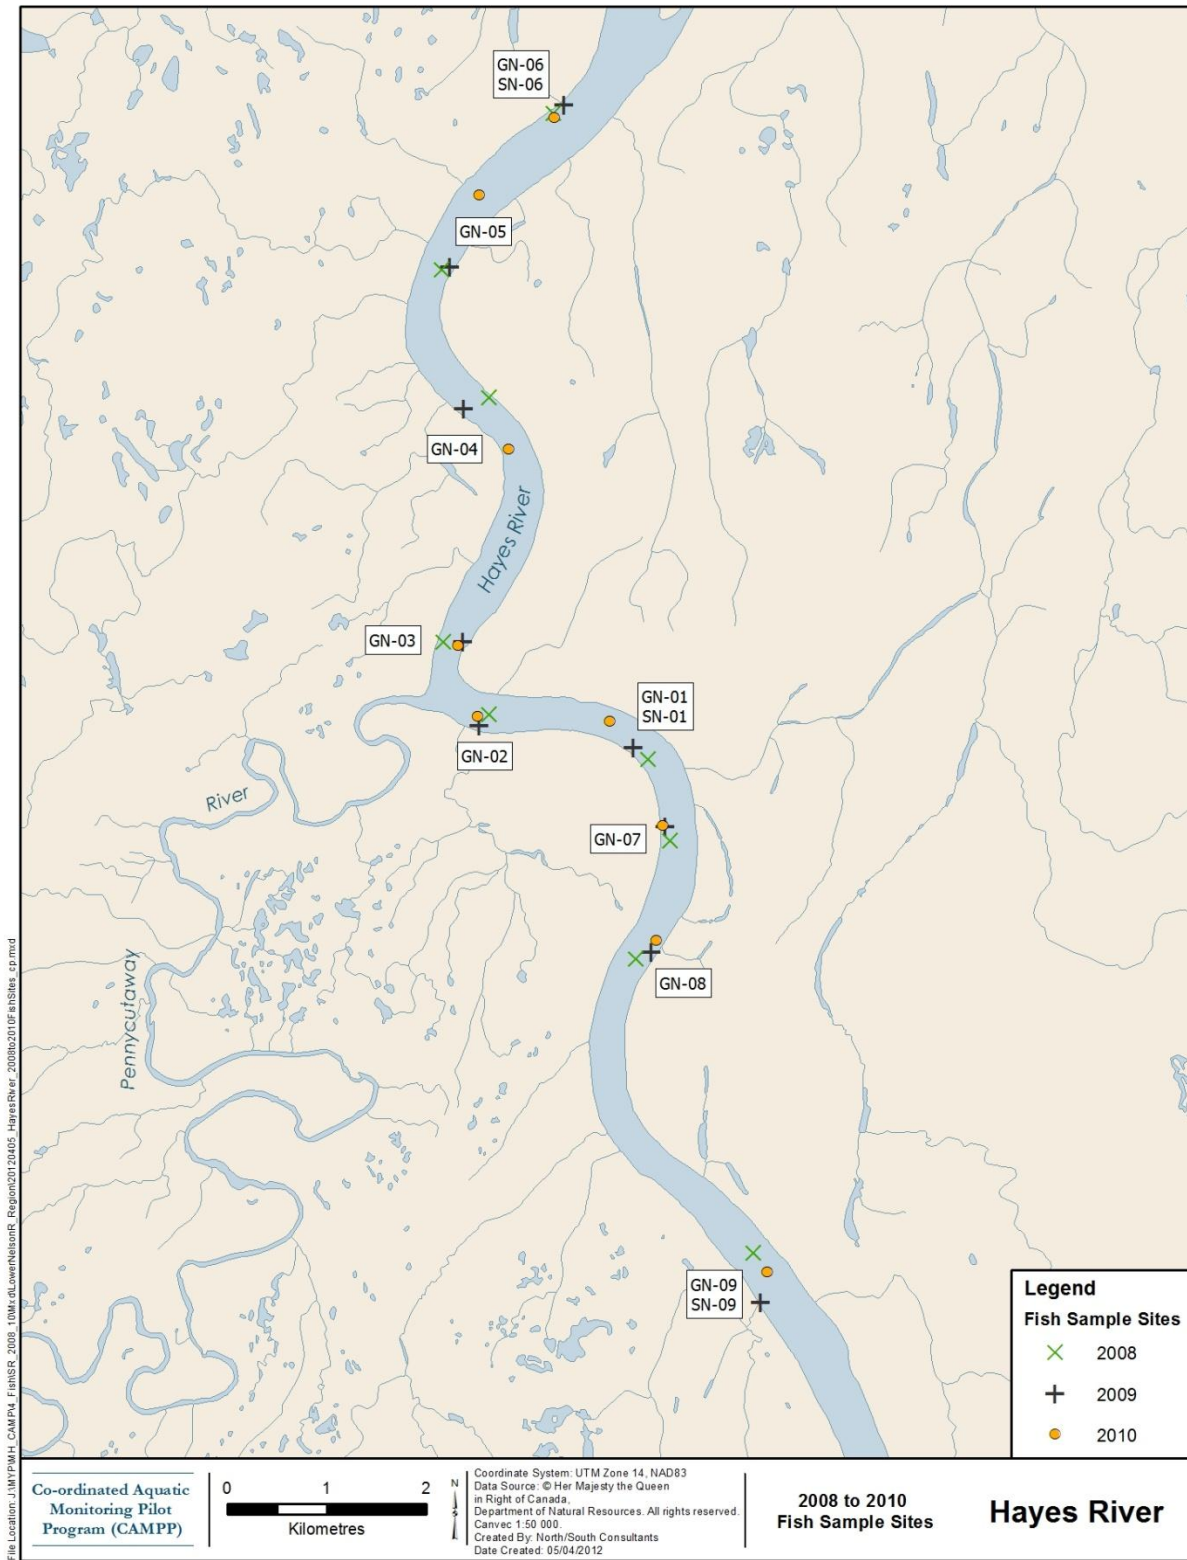 GN-06
SN-06
GN-05
GN-04
Hayes River
GN-03
GN-01
SN-01
GN-02
River
GN-07
Pennycutaway
GN-08
GN-09
SN-09
Legend
Fish Sample Sites
2008
2009
2010
Co-ordinated Aquatic
Monitoring Pilot
Program (CAMPP)
0 1 2
Kilometres
N
S
Coordinate System: UTM Zone 14, NAD83
Data Source: © Her Majesty the Queen
in Right of Canada,
Department of Natural Resources. All rights reserved.
Canvec 1:50 000.
Created By: North/South Consultants
Date Created: 05/04/2012
2008 to 2010
Fish Sample Sites
Hayes River